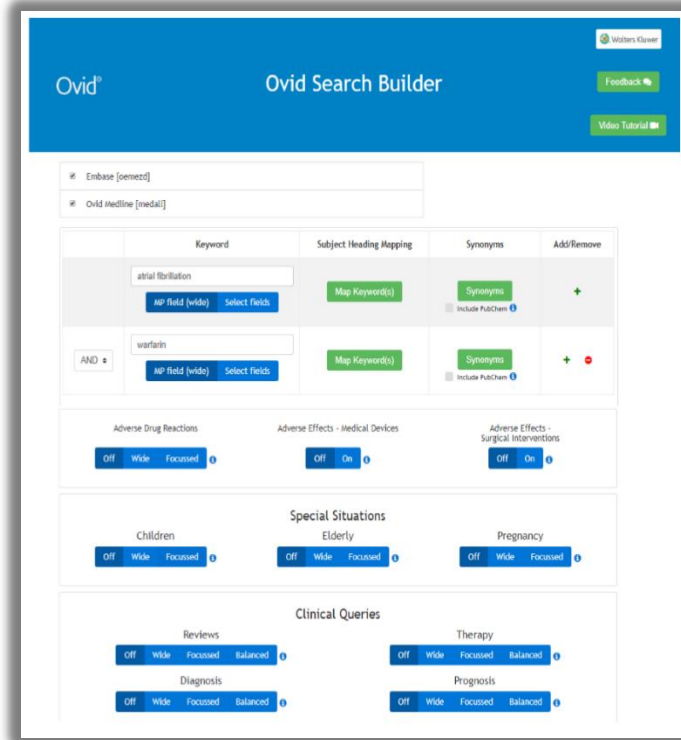 Wolters Kluwer
Ovid®
Ovid Search Builder
Feedback
Video Tutorial
Embase [oemezd]
Ovid Medline [medall]
Keyword Subject Heading Mapping Synonyms Add/Remove
atrial fibrillation
MP field (wide) Select fields
Map Keyword(s)
Synonyms
Include PubChem
AND
warfarin
MP field (wide) Select fields
Map Keyword(s)
Synonyms
Include PubChem
Adverse Drug Reactions
Off Wide Focussed
Adverse Effects - Medical Devices
Off On
Adverse Effects -
Surgical Interventions
Off On
Special Situations
Children
Off Wide Focussed
Elderly
Off Wide Focussed
Pregnancy
Off Wide Focussed
Clinical Queries
Reviews
Off Wide Focussed Balanced
Therapy
Off Wide Focussed Balanced
Diagnosis
Off Wide Focussed Balanced
Prognosis
Off Wide Focussed Balanced